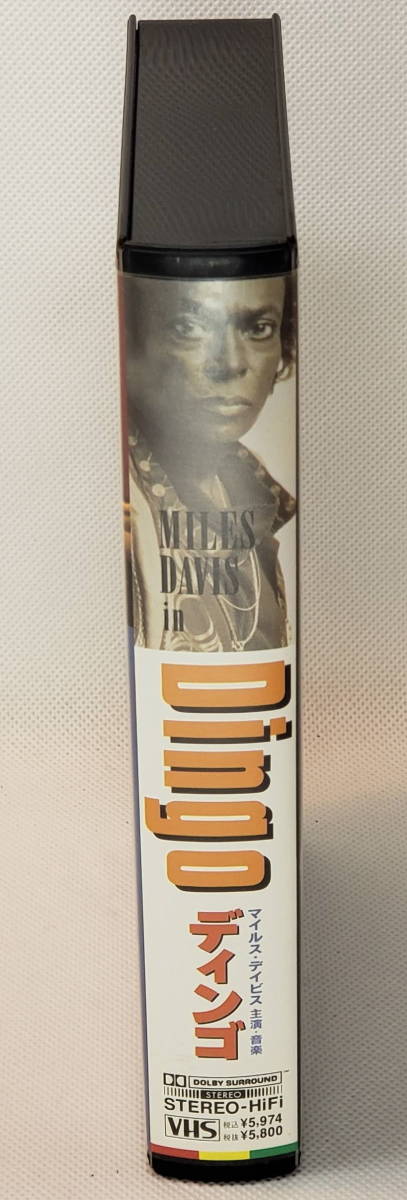 MILES
DAVIS
in
Dingo
マイルス・デイビス 主演・音楽
ディンゴ
DOLBY SURROUND™
STEREO
STEREO-HiFi
VHS
税込 ¥5,974
税抜 ¥5,800